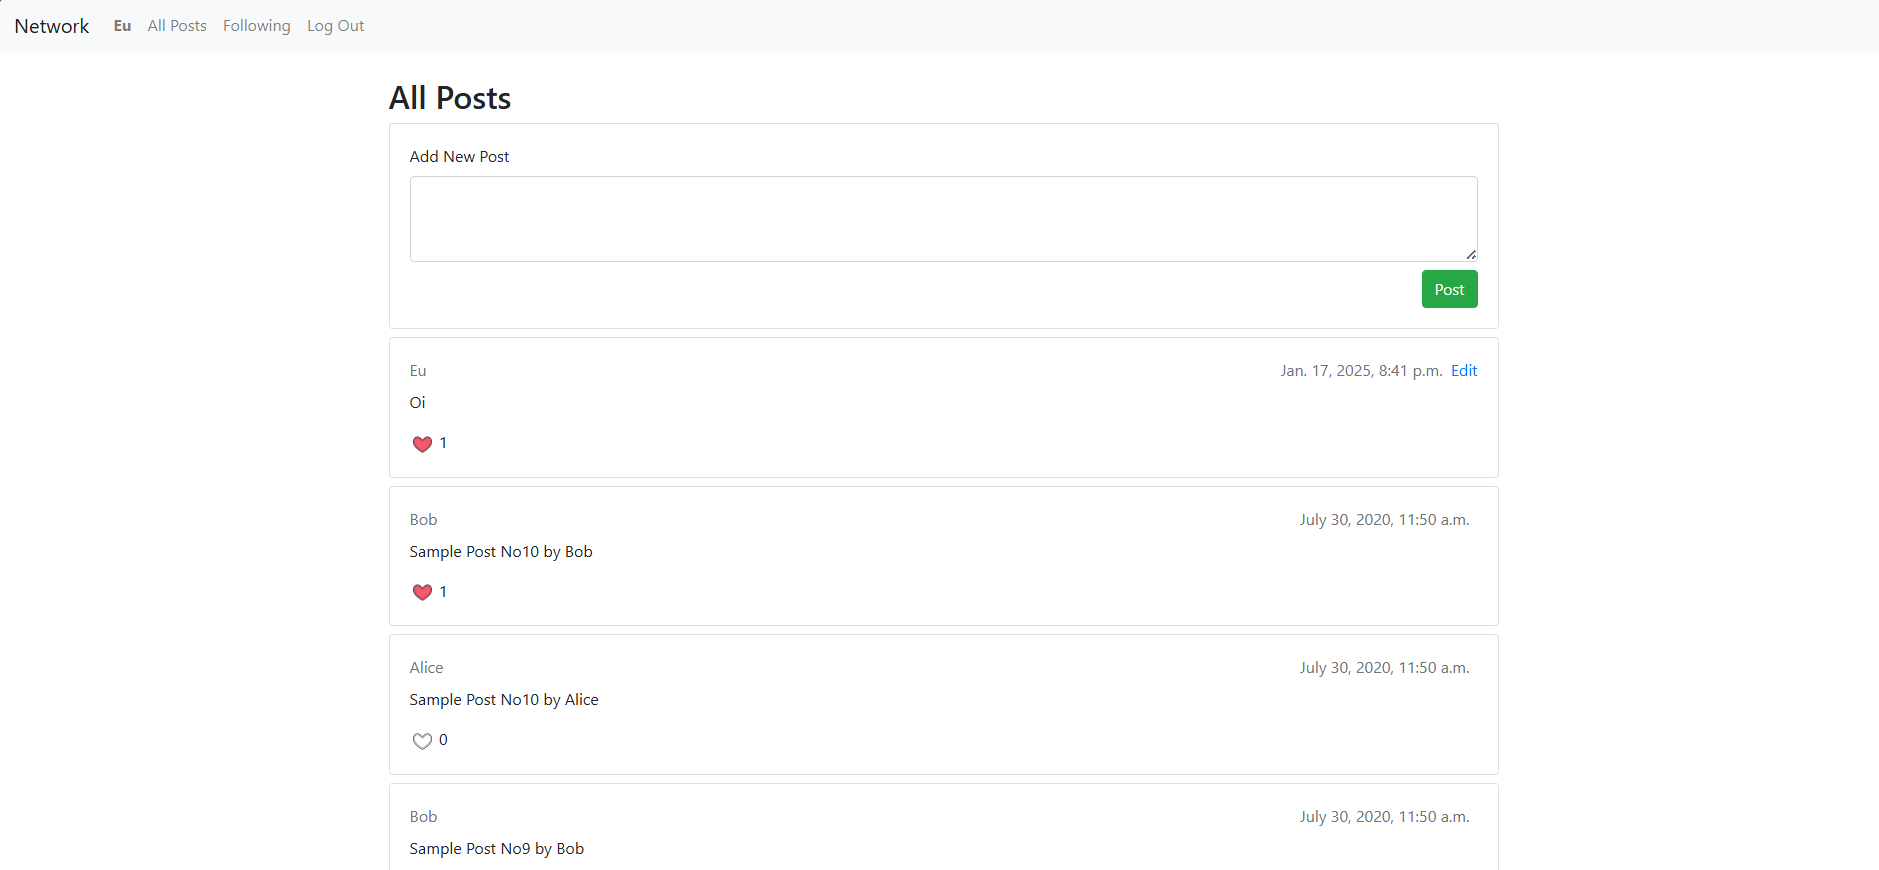 Network Eu All Posts Following Log Out
All Posts
Add New Post
Post
Eu Jan. 17, 2025, 8:41 p.m. Edit
Oi
1
Bob July 30, 2020, 11:50 a.m.
Sample Post No10 by Bob
1
Alice July 30, 2020, 11:50 a.m.
Sample Post No10 by Alice
0
Bob July 30, 2020, 11:50 a.m.
Sample Post No9 by Bob